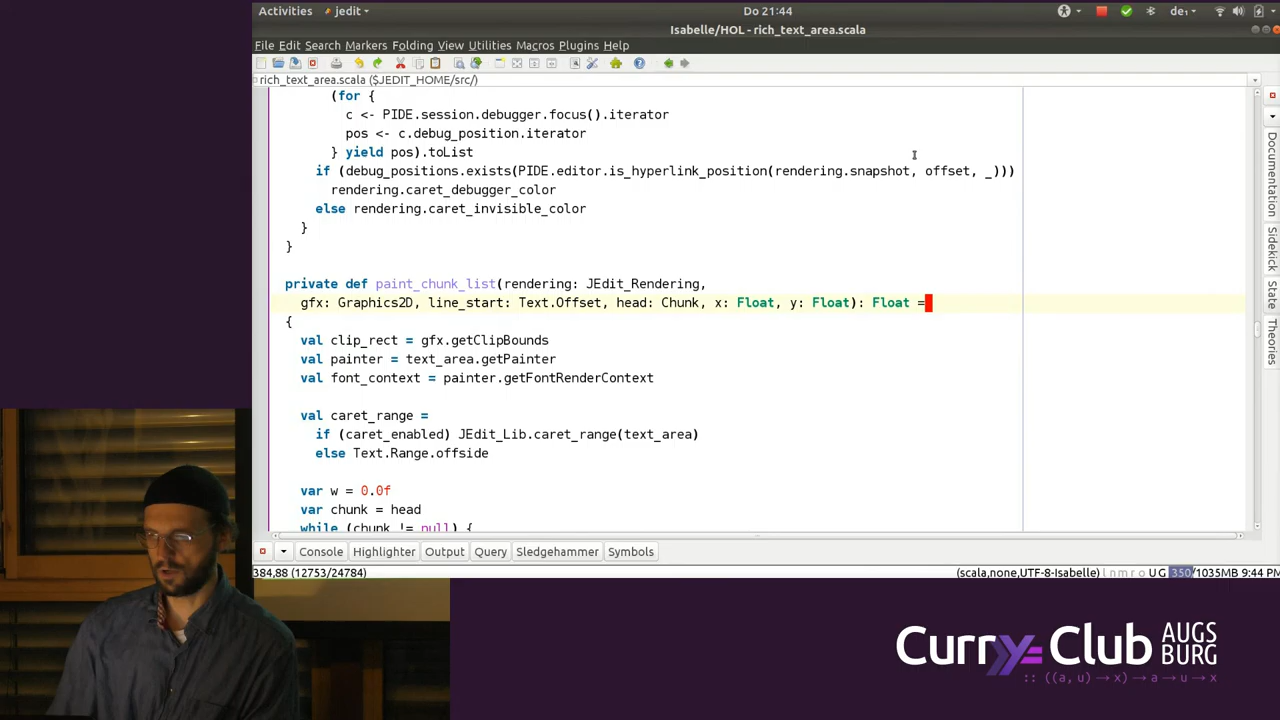 Activities jedit Do 21:44 de₁
Isabelle/HOL - rich_text_area.scala
File Edit Search Markers Folding View Utilities Macros Plugins Help
rich_text_area.scala ($JEDIT_HOME/src/)
(for {
c <- PIDE.session.debugger.focus().iterator
pos <- c.debug_position.iterator
} yield pos).toList
if (debug_positions.exists(PIDE.editor.is_hyperlink_position(rendering.snapshot, offset, _)))
rendering.caret_debugger_color
else rendering.caret_invisible_color
}
}
private def paint_chunk_list(rendering: JEdit_Rendering,
gfx: Graphics2D, line_start: Text.Offset, head: Chunk, x: Float, y: Float): Float =
{
val clip_rect = gfx.getClipBounds
val painter = text_area.getPainter
val font_context = painter.getFontRenderContext
val caret_range =
if (caret_enabled) JEdit_Lib.caret_range(text_area)
else Text.Range.offside
var w = 0.0f
var chunk = head
while (chunk != null) {
Documentation
Sidekick
State
Theories
Console Highlighter Output Query Sledgehammer Symbols
384,88 (12753/24784) (scala,none,UTF-8-Isabelle) l n m r o U G 350/1035MB 9:44 PM
Curry Club AUGS
BURG
:: ((a, u) → x) → a → u → x